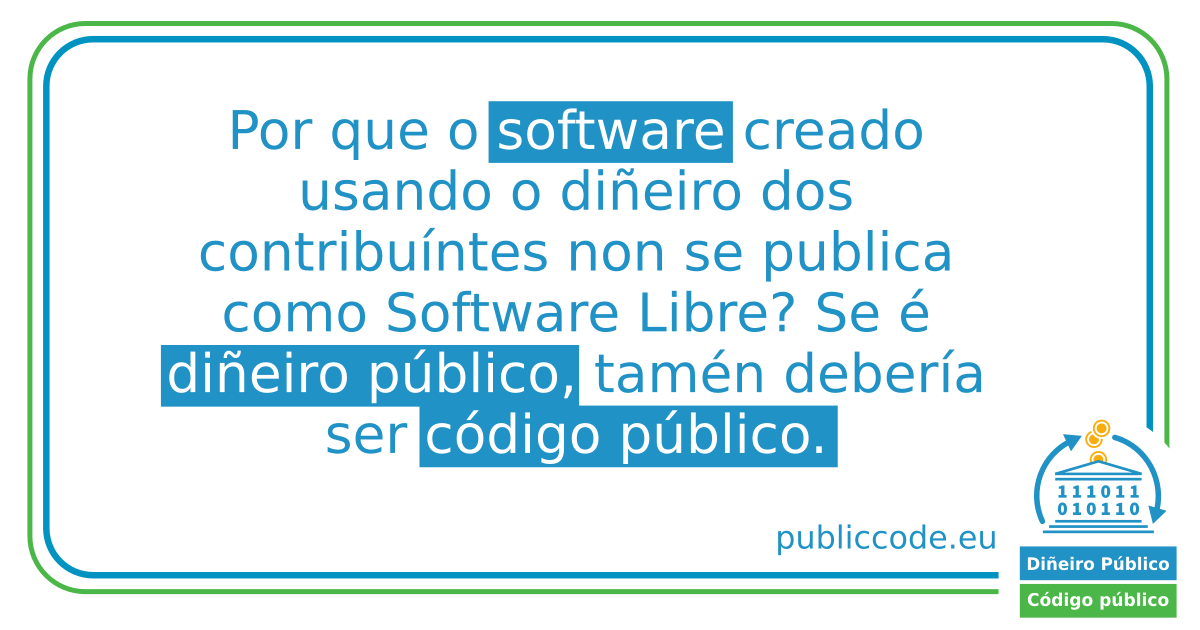 Por que o software creado
usando o diñeiro dos
contribuíntes non se publica
como Software Libre? Se é
diñeiro público, tamén debería
ser código público.
publiccode.eu
111011
010110
Diñeiro Público
Código público